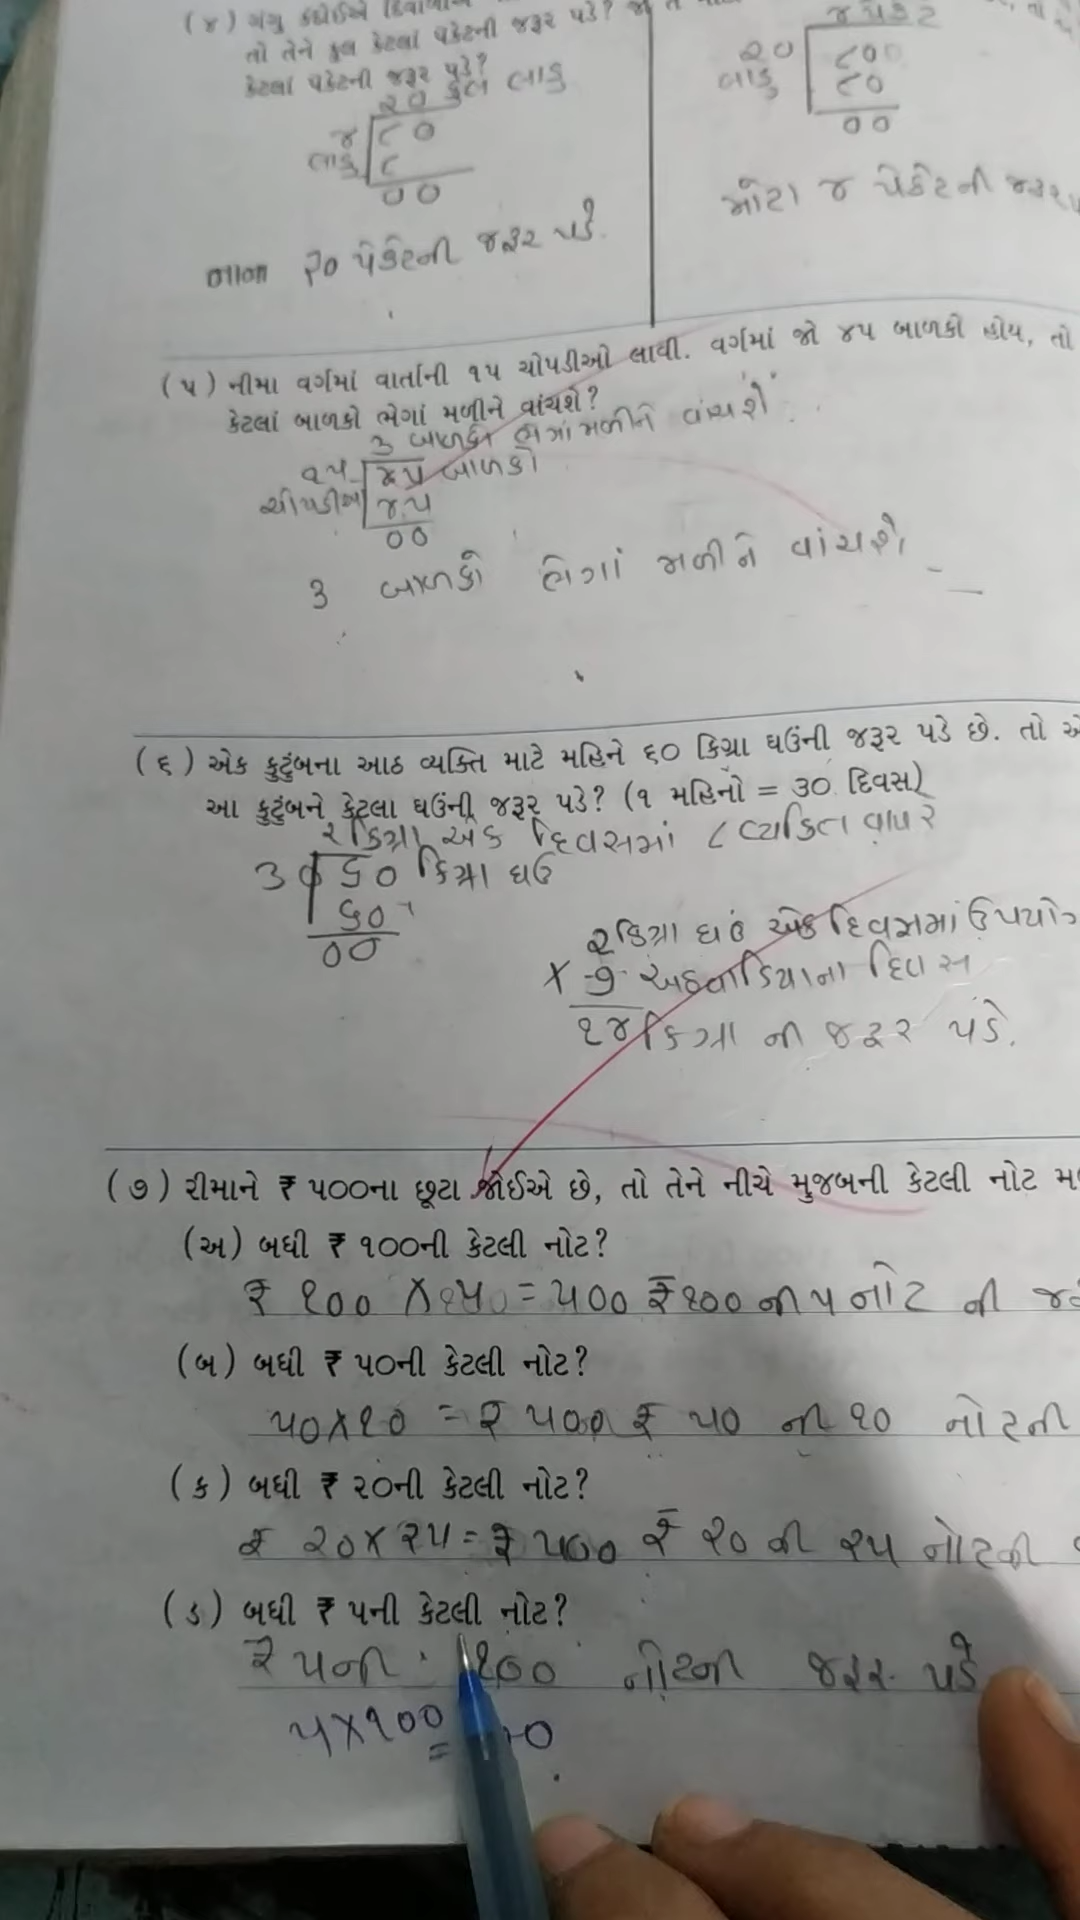 (૪) ગંગુ કંદોઈએ
તો તેને કુલ કેટલાં પેકેટની જરૂર પડે?
કેટલાં પેકેટની જરૂર પડે?
૨૦ કુલ લાડુ
૪ ૮૦
લાડુ ૮
૦૦
નાના ૨૦ પેકેટની જરૂર પડે.
૪ પેકેટ
૨૦ ૮૦
લાડુ ૮૦
૦૦
મોટા ૪ પેકેટની જરૂર
(૫) નીમા વર્ગમાં વાર્તાની ૧૫ ચોપડીઓ લાવી. વર્ગમાં જો ૪૫ બાળકો હોય, તો
કેટલાં બાળકો ભેગાં મળીને વાંચશે?
૩ બાળકો ભેગાં મળીને વાંચશે.
૧૫ ૪૫ બાળકો
ચોપડીઓ ૪૫
૦૦
૩ બાળકો ભેગાં મળીને વાંચશે.
(૬) એક કુટુંબના આઠ વ્યક્તિ માટે મહિને ૬૦ કિગ્રા ઘઉંની જરૂર પડે છે. તો
આ કુટુંબને કેટલા ઘઉંની જરૂર પડે? (૧ મહિનો = ૩૦ દિવસ)
૨ કિગ્રા એક દિવસમાં ૮ વ્યકિત વાપરે
૩૦ ૬૦ કિગ્રા ઘઉં
૬૦
૦૦
૨ કિગ્રા ઘઉં એક દિવસમાં ઉપયોગ
× ૭ અઠવાડિયાના દિવસ
૧૪ કિગ્રા ની જરૂર પડે.
(૭) રીમાને ₹ ૫૦૦ના છૂટા જોઈએ છે, તો તેને નીચે મુજબની કેટલી નોટ
(અ) બધી ₹ ૧૦૦ની કેટલી નોટ?
₹ ૧૦૦ × ૫ = ૫૦૦ ₹ ૧૦૦ ની ૫ નોટ ની
(બ) બધી ₹ ૫૦ની કેટલી નોટ?
૫૦×૧૦ = ₹ ૫૦૦ ₹ ૫૦ ની ૧૦ નોટની
(ક) બધી ₹ ૨૦ની કેટલી નોટ?
₹ ૨૦×૨૫ = ₹ ૫૦૦ ₹ ૨૦ ની ૨૫ નોટની
(ડ) બધી ₹ ૫ની કેટલી નોટ?
₹ ૫ની ૧૦૦ નોટની જરૂર પડે
૫×૧૦૦ =